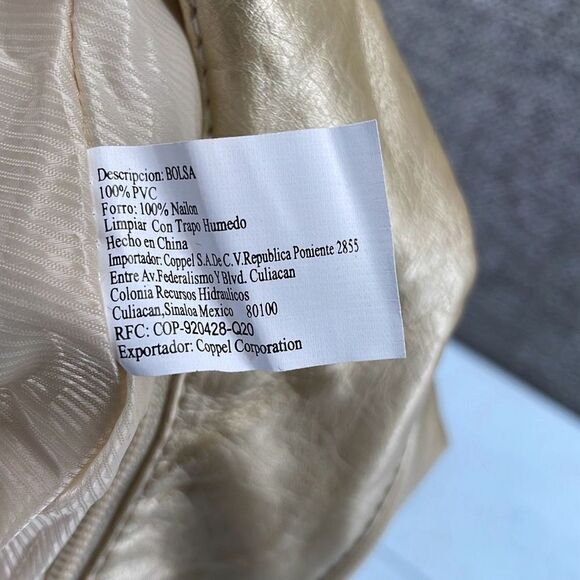 Descripcion: BOLSA
100% PVC
Forro: 100% Nailon
Limpiar Con Trapo Humedo
Hecho en China
Importador: Coppel S.A.De C.V.Republica Poniente 2855
Entre Av.Federalismo Y Blvd. Culiacan
Colonia Recursos Hidraulicos
Culiacan,Sinaloa Mexico 80100
RFC: COP-920428-Q20
Exportador: Coppel Corporation